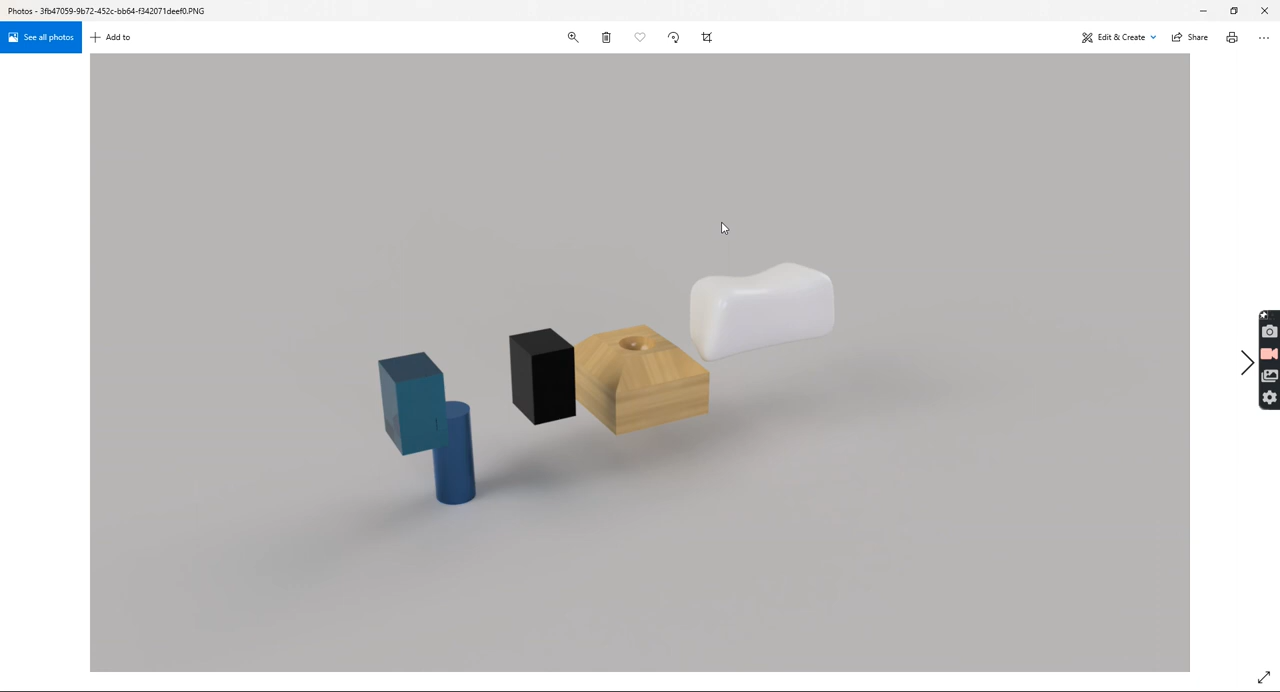 Photos - 3fb47059-9b72-452c-bb64-f342071deef0.PNG
See all photos
Add to
Edit & Create
Share